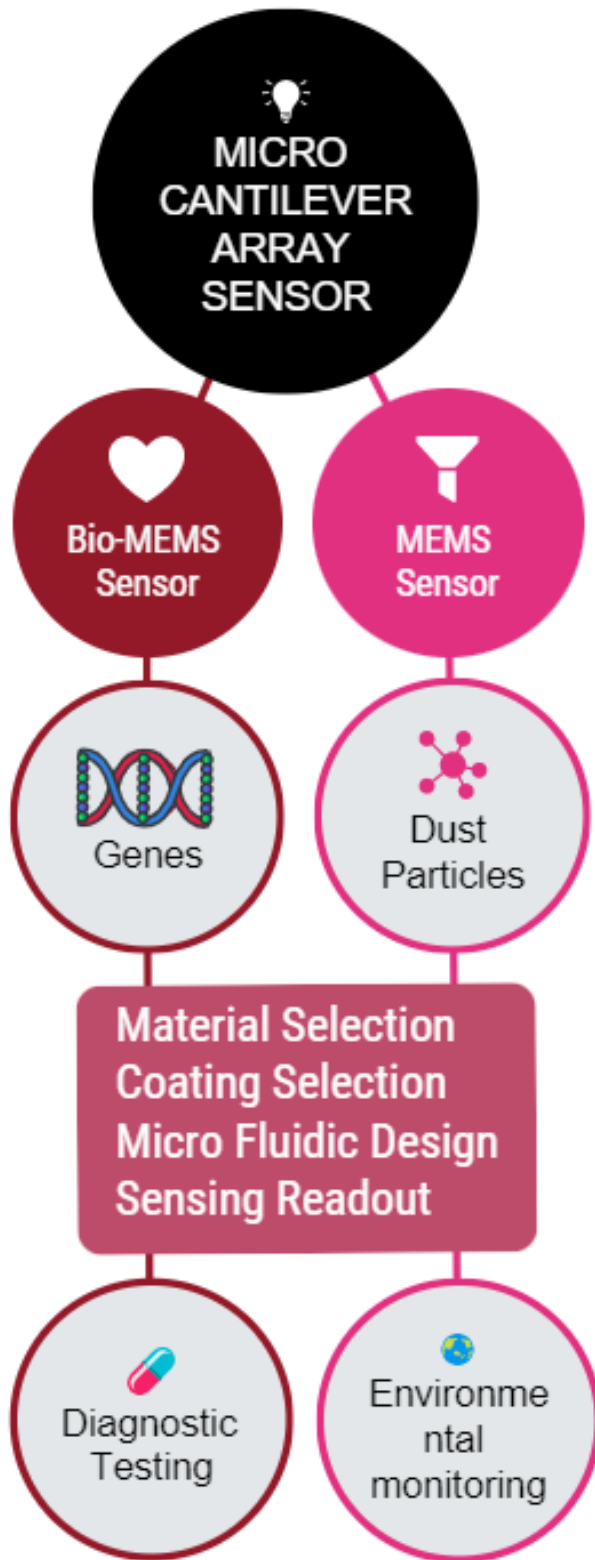 MICRO
CANTILEVER
ARRAY
SENSOR
Bio-MEMS
Sensor
MEMS
Sensor
Genes
Dust
Particles
Material Selection
Coating Selection
Micro Fluidic Design
Sensing Readout
Diagnostic
Testing
Environme
ntal
monitoring